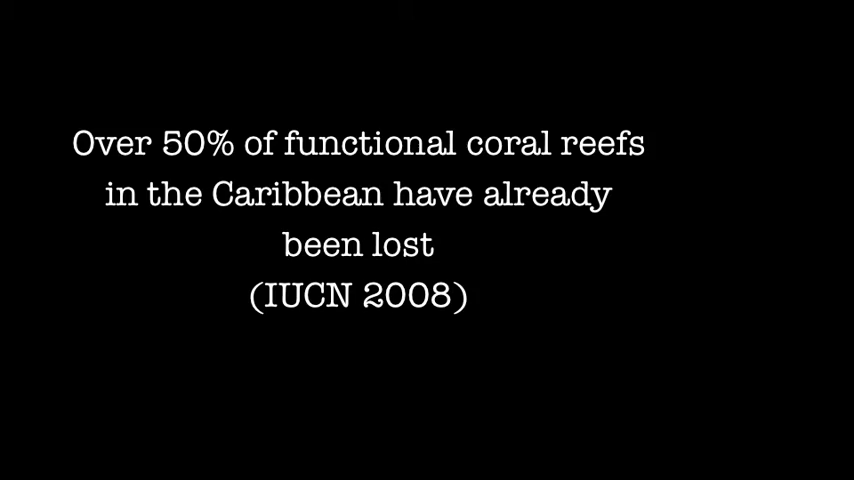 Over 50% of functional coral reefs
in the Caribbean have already
been lost
(IUCN 2008)